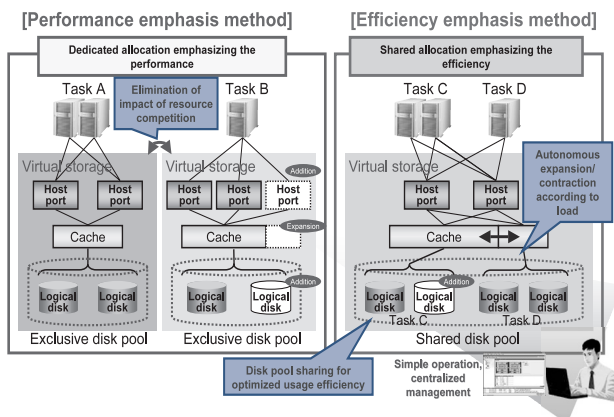 [Performance emphasis method]
Dedicated allocation emphasizing the
performance
Task A
Elimination of
impact of resource
competition
Task B
Virtual storage
Host
port
Host
port
Cache
Logical
disk
Logical
disk
Exclusive disk pool
Virtual storage
Host
port
Host
port
Addition
Host
port
Cache
Expansion
Addition
Logical
disk
Logical
disk
Exclusive disk pool
[Efficiency emphasis method]
Shared allocation emphasizing the
efficiency
Task C
Task D
Virtual storage
Autonomous
expansion/
contraction
according to
load
Host
port
Host
port
Cache
Addition
Logical
disk
Logical
disk
Logical
disk
Logical
disk
Task C
Task D
Shared disk pool
Disk pool sharing for
optimized usage efficiency
Simple operation,
centralized
management